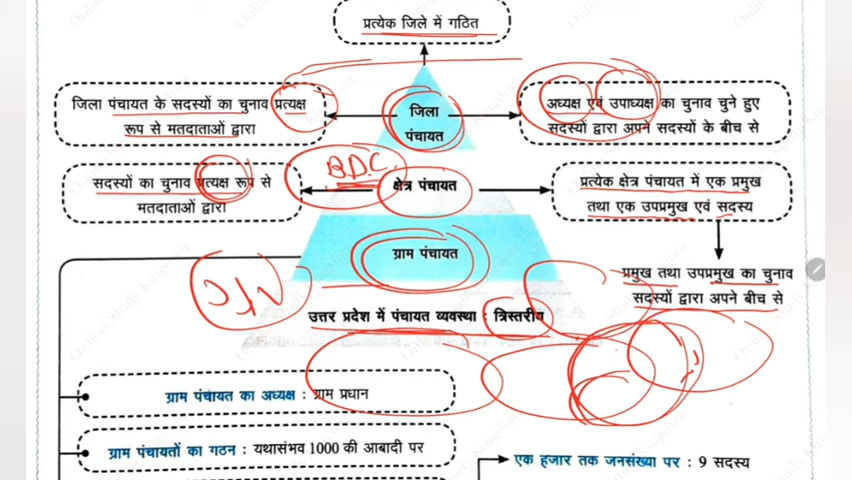 प्रत्येक जिले में गठित
जिला पंचायत के सदस्यों का चुनाव प्रत्यक्ष
रूप से मतदाताओं द्वारा
जिला
पंचायत
अध्यक्ष एवं उपाध्यक्ष का चुनाव चुने हुए
सदस्यों द्वारा अपने सदस्यों के बीच से
BDC
सदस्यों का चुनाव प्रत्यक्ष रूप से
मतदाताओं द्वारा
क्षेत्र पंचायत
प्रत्येक क्षेत्र पंचायत में एक प्रमुख
तथा एक उपप्रमुख एवं सदस्य
ग्राम पंचायत
प्रमुख तथा उपप्रमुख का चुनाव
सदस्यों द्वारा अपने बीच से
उत्तर प्रदेश में पंचायत व्यवस्था : त्रिस्तरीय
ग्राम पंचायत का अध्यक्ष : ग्राम प्रधान
ग्राम पंचायतों का गठन : यथासंभव 1000 की आबादी पर
एक हजार तक जनसंख्या पर : 9 सदस्य